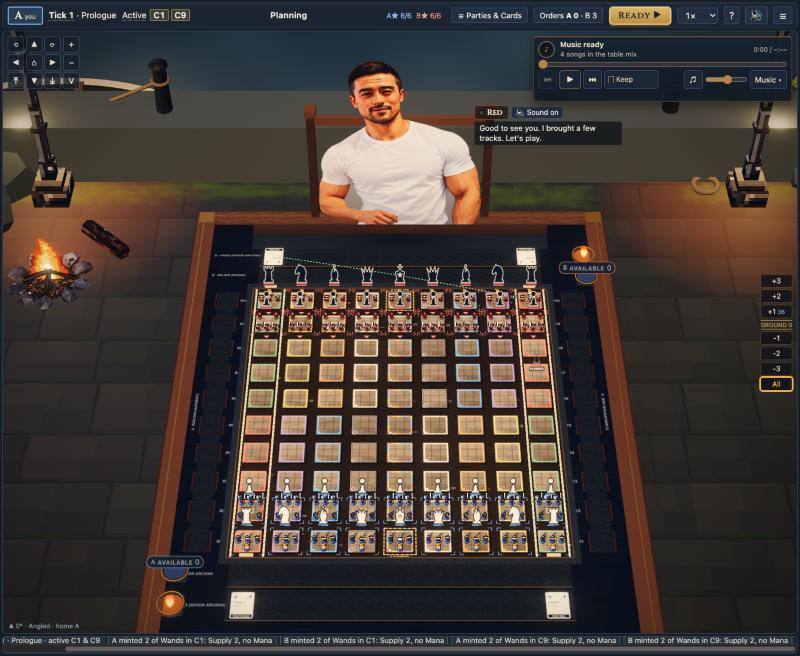 A you
Tick 1 · Prologue Active C1 C9
Planning
A★ 6/6 B★ 6/6
≡ Parties & Cards
Orders A 0 · B 3
READY ▶
1×
?
≡
V
Music ready
4 songs in the table mix
0:00 / --:--
Keep
Music
RED
Sound on
Good to see you. I brought a few
tracks. Let's play.
B AVAILABLE 0
+3
+2
+1 36
GROUND 0
-1
-2
-3
All
A AVAILABLE 0
▲ 0° · Angled · home A
· Prologue · active C1 & C9
A minted 2 of Wands in C1: Supply 2, no Mana
B minted 2 of Wands in C1: Supply 2, no Mana
A minted 2 of Wands in C9: Supply 2, no Mana
B minted 2 of Wands in C9: Supply 2, no Mana